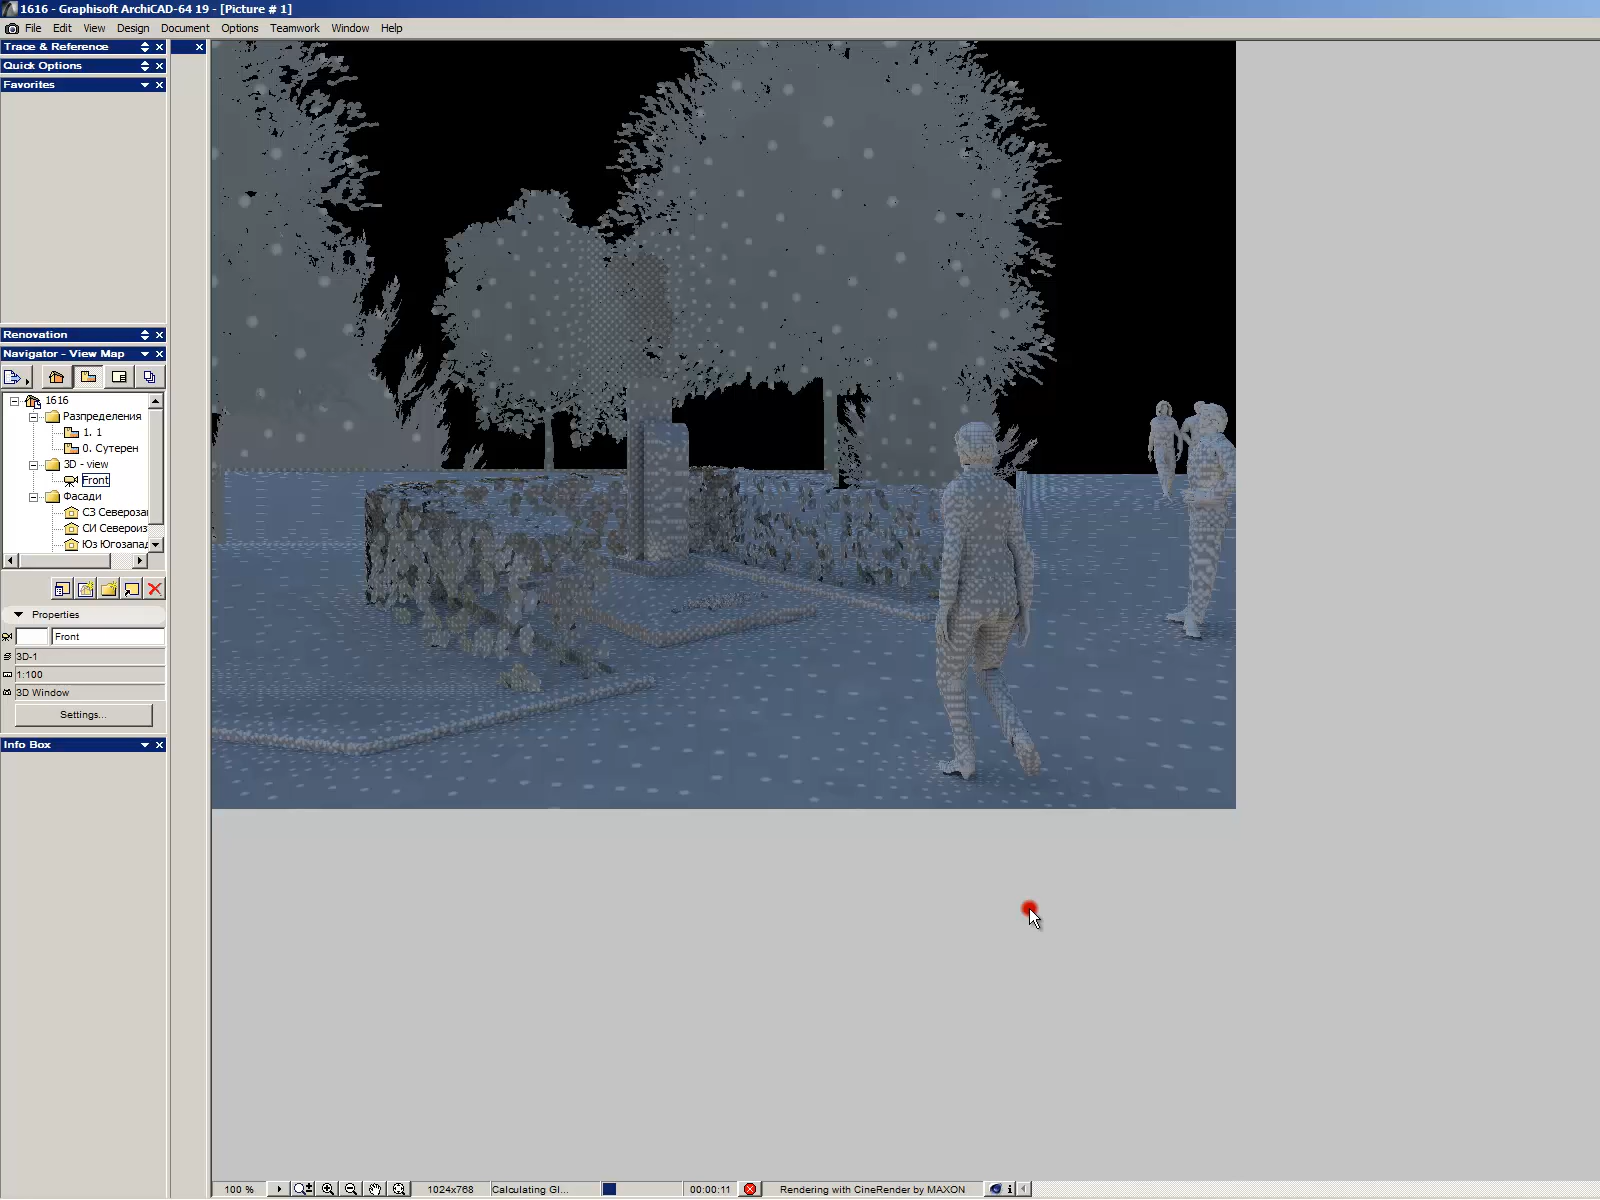 1616 - Graphisoft ArchiCAD-64 19 - [Picture # 1]
File Edit View Design Document Options Teamwork Window Help
Trace & Reference
Quick Options
Favorites
Renovation
Navigator - View Map
1616
Разпределения
1. 1
0. Сутерен
3D - view
Front
Фасади
СЗ Североза
СИ Североиз
Юз Югозапад
Properties
Front
3D-1
1:100
3D Window
Settings...
Info Box
100 % 1024x768 Calculating GI... 00:00:11 Rendering with CineRender by MAXON